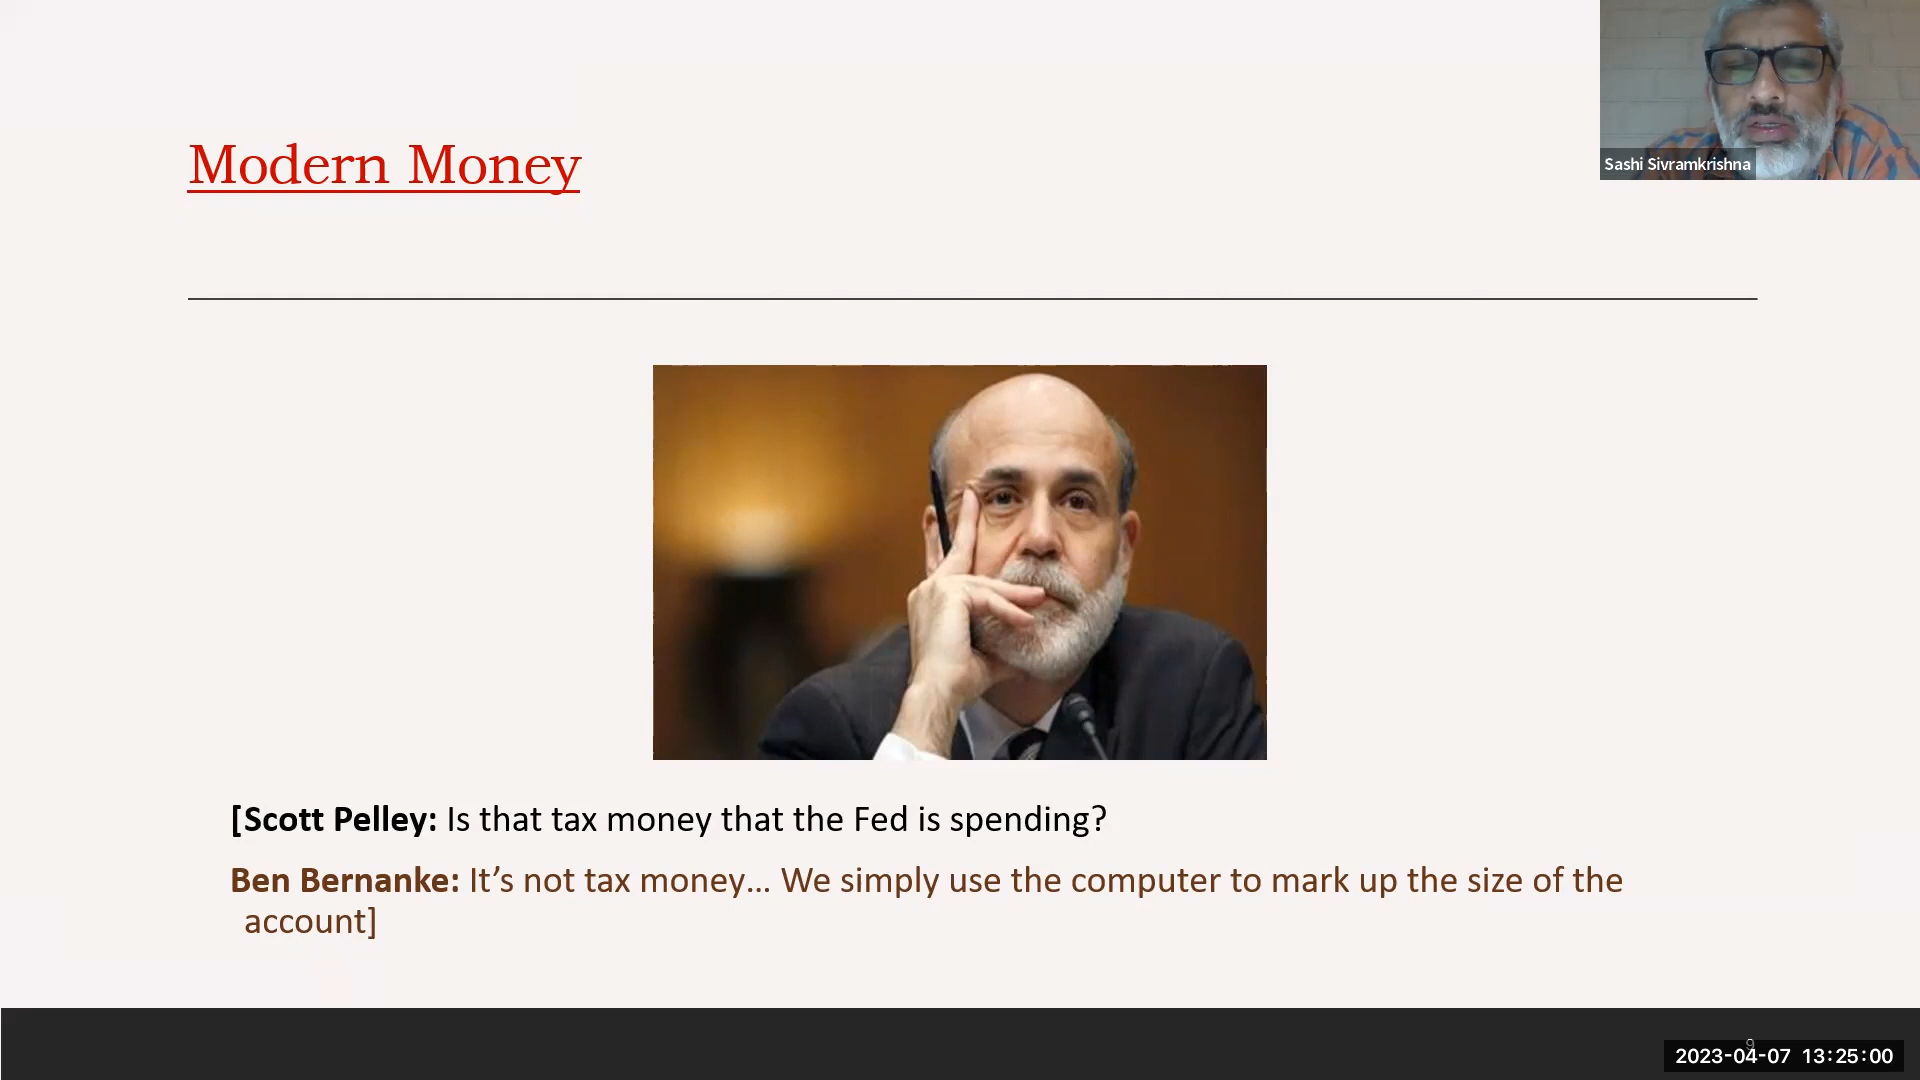 Sashi Sivramkrishna
Modern Money
[Scott Pelley: Is that tax money that the Fed is spending?
Ben Bernanke: It’s not tax money… We simply use the computer to mark up the size of the
account]
9
2023-04-07 13:25:00